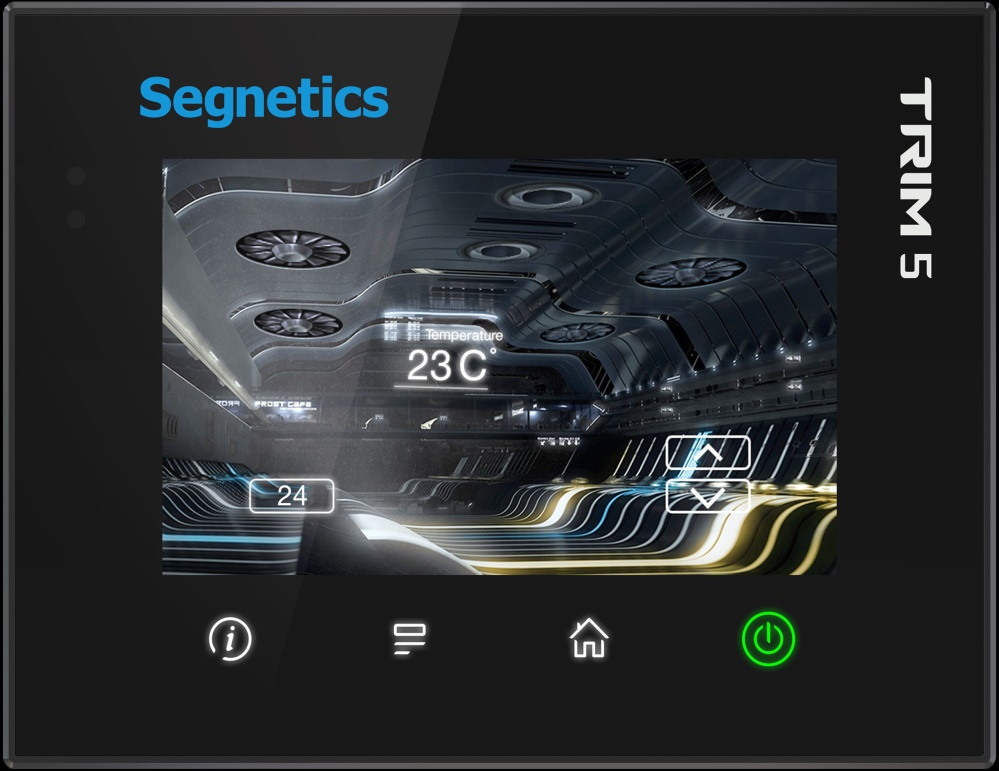 Segnetics
TRIM 5
Temperature
23 C°
FROST CAFE
24